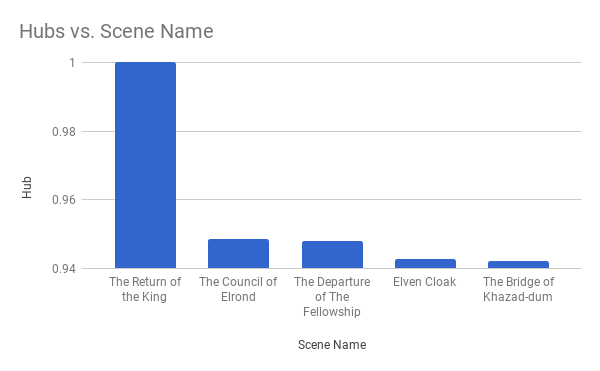 Hubs vs. Scene Name
1
0.98
0.96
0.94
Hub
The Return of
the King
The Council of
Elrond
The Departure
of The
Fellowship
Elven Cloak
The Bridge of
Khazad-dum
Scene Name